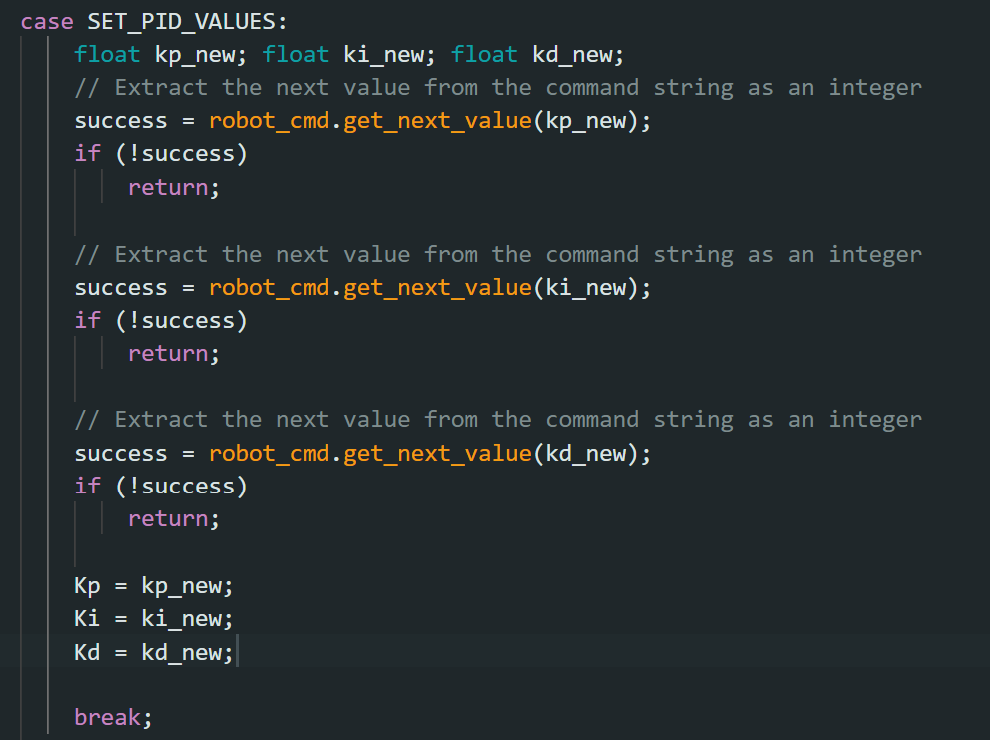 case SET_PID_VALUES:
float kp_new; float ki_new; float kd_new;
// Extract the next value from the command string as an integer
success = robot_cmd.get_next_value(kp_new);
if (!success)
return;
// Extract the next value from the command string as an integer
success = robot_cmd.get_next_value(ki_new);
if (!success)
return;
// Extract the next value from the command string as an integer
success = robot_cmd.get_next_value(kd_new);
if (!success)
return;
Kp = kp_new;
Ki = ki_new;
Kd = kd_new;
break;